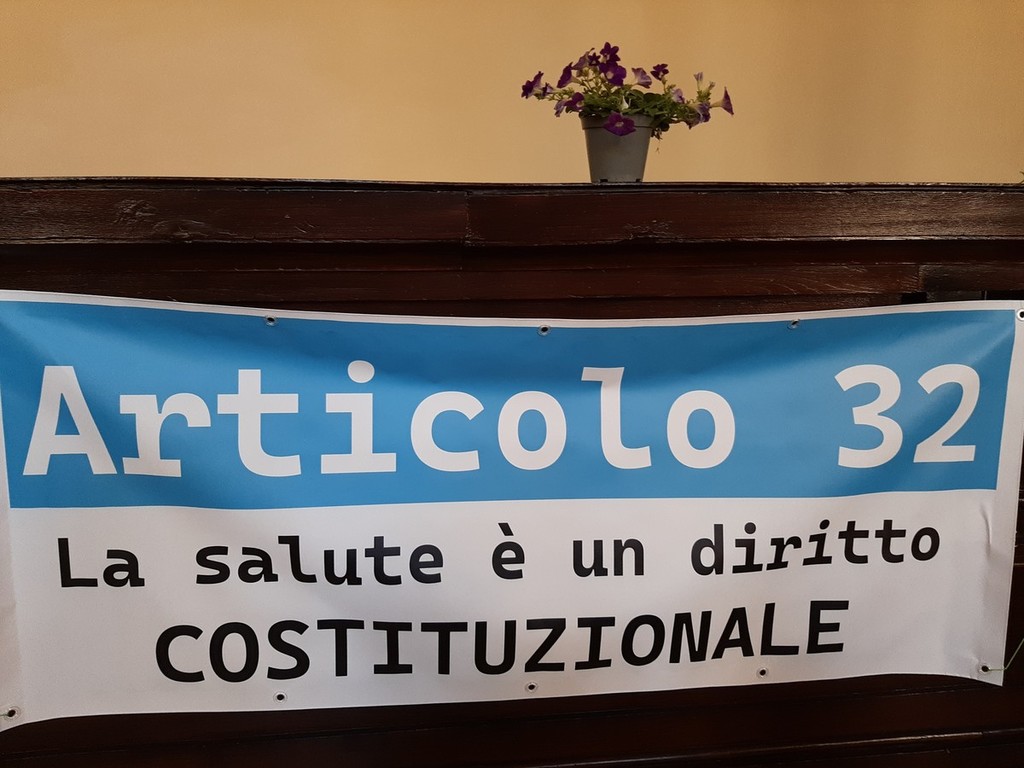 Articolo 32
La salute è un diritto
COSTITUZIONALE